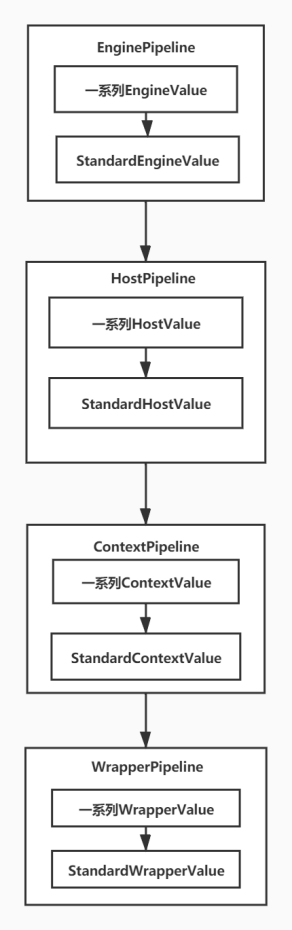 EnginePipeline
一系列EngineValue
StandardEngineValue
HostPipeline
一系列HostValue
StandardHostValue
ContextPipeline
一系列ContextValue
StandardContextValue
WrapperPipeline
一系列WrapperValue
StandardWrapperValue